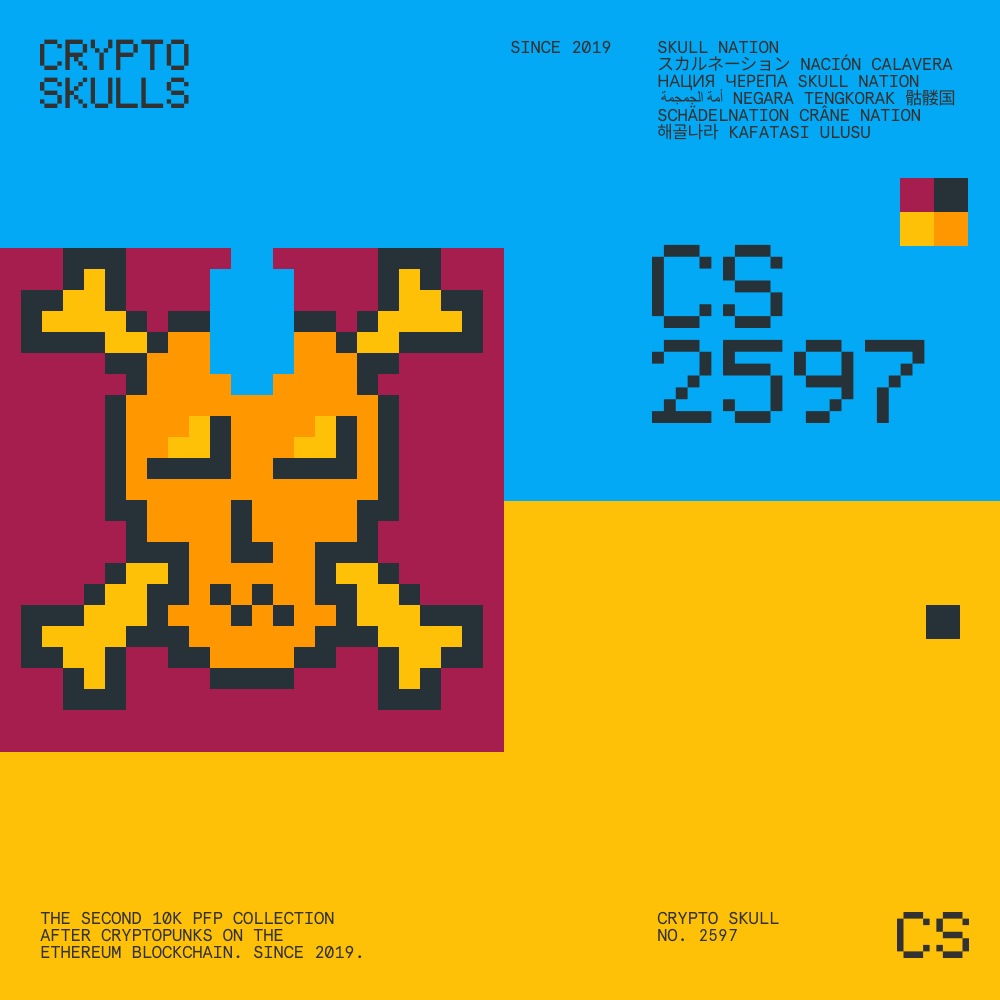 CRYPTO
SKULLS
SINCE 2019
SKULL NATION
スカルネーション NACIÓN CALAVERA
НАЦИЯ ЧЕРЕПА SKULL NATION
أمة الجمجمة NEGARA TENGKORAK 骷髅国
SCHÄDELNATION CRÂNE NATION
해골나라 KAFATASI ULUSU
CS
2597
THE SECOND 10K PFP COLLECTION
AFTER CRYPTOPUNKS ON THE
ETHEREUM BLOCKCHAIN. SINCE 2019.
CRYPTO SKULL
NO. 2597
CS